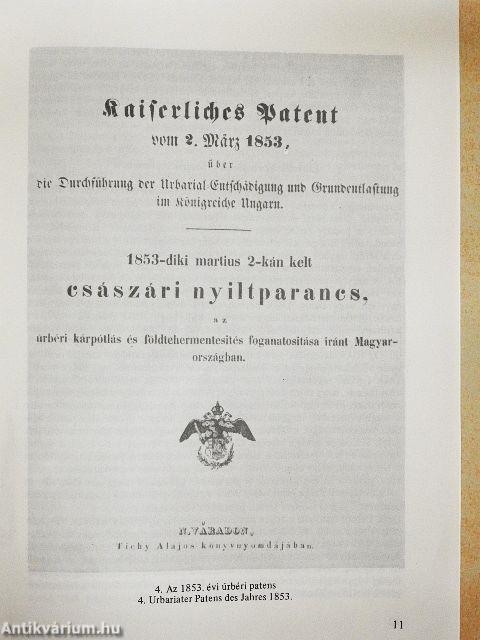 Kaiserliches Patent
vom 2. März 1853,
über
die Durchführung der Urbarial-Entschädigung und Grundentlastung
im Königreiche Ungarn.
1853-diki martius 2-kán kelt
császári nyiltparancs,
az
úrbéri kárpótlás és földtehermentesités foganatositása iránt Magyar-
országban.
N. VÁRADON,
Tichy Alajos könyvnyomdájában.
4. Az 1853. évi úrbéri patens
4. Urbariater Patens des Jahres 1853.
11
Antikvárium.hu